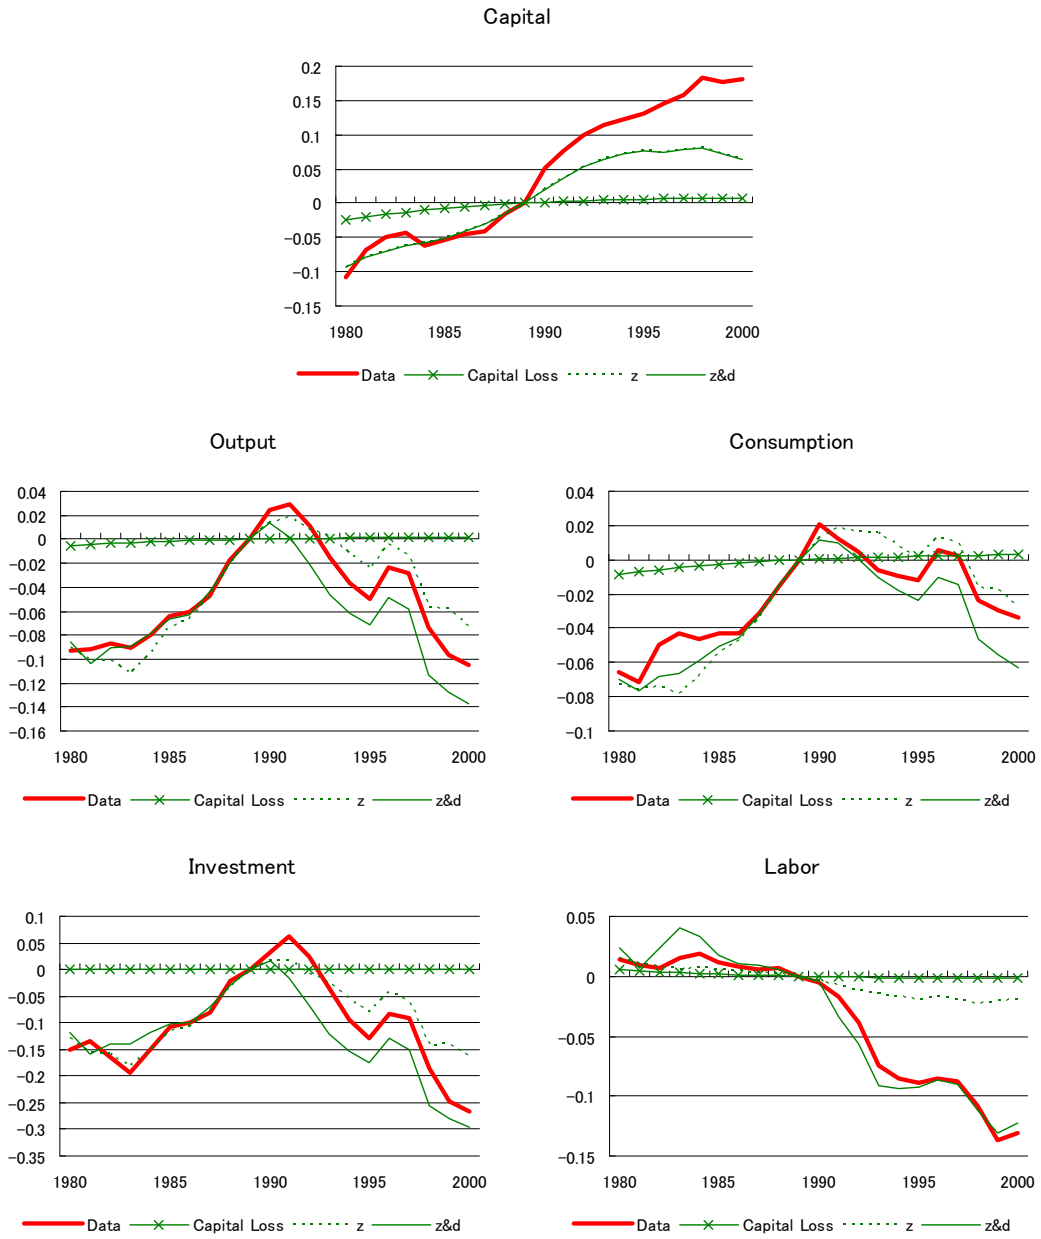 Capital
0.2
0.15
0.1
0.05
0
-0.05
-0.1
-0.15
1980 1985 1990 1995 2000
Data Capital Loss z z&d
Output
0.04
0.02
0
-0.02
-0.04
-0.06
-0.08
-0.1
-0.12
-0.14
-0.16
1980 1985 1990 1995 2000
Data Capital Loss z z&d
Consumption
0.04
0.02
0
-0.02
-0.04
-0.06
-0.08
-0.1
1980 1985 1990 1995 2000
Data Capital Loss z z&d
Investment
0.1
0.05
0
-0.05
-0.1
-0.15
-0.2
-0.25
-0.3
-0.35
1980 1985 1990 1995 2000
Data Capital Loss z z&d
Labor
0.05
0
-0.05
-0.1
-0.15
1980 1985 1990 1995 2000
Data Capital Loss z z&d